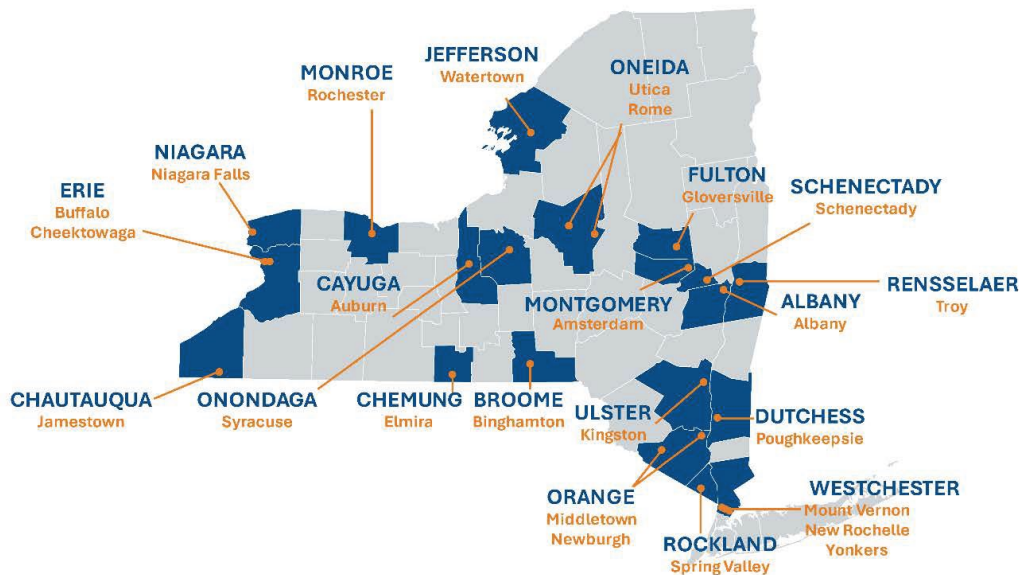 JEFFERSON
Watertown
ONEIDA
Utica
Rome
MONROE
Rochester
NIAGARA
Niagara Falls
FULTON
Gloversville
SCHENECTADY
Schenectady
ERIE
Buffalo
Cheektowaga
CAYUGA
Auburn
MONTGOMERY
Amsterdam
ALBANY
Albany
RENSSELAER
Troy
CHAUTAUQUA
Jamestown
ONONDAGA
Syracuse
CHEMUNG
Elmira
BROOME
Binghamton
ULSTER
Kingston
DUTCHESS
Poughkeepsie
ORANGE
Middletown
Newburgh
WESTCHESTER
Mount Vernon
New Rochelle
Yonkers
ROCKLAND
Spring Valley